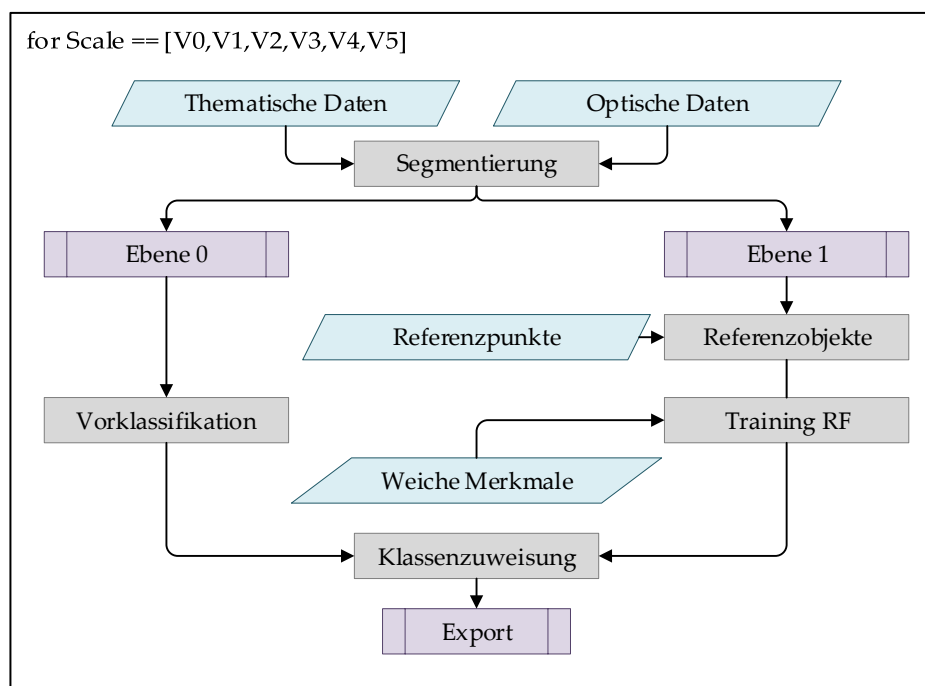 for Scale == [V0,V1,V2,V3,V4,V5]
Thematische Daten
Optische Daten
Segmentierung
Ebene 0
Ebene 1
Referenzpunkte
Referenzobjekte
Vorklassifikation
Training RF
Weiche Merkmale
Klassenzuweisung
Export